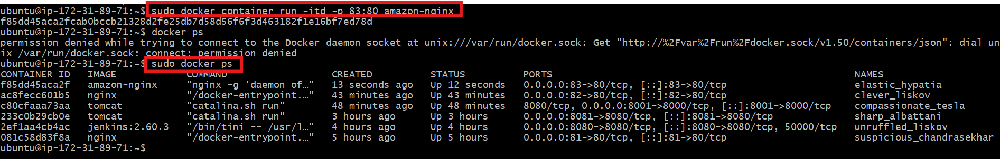 ubuntu@ip-172-31-89-71:~$ sudo docker container run -itd -p 83:80 amazon-nginx
f85dd45aca2fcab0bccb21328d2fe25db7d58d56f6f3d463182f1e16bf7ed78d
ubuntu@ip-172-31-89-71:~$ docker ps
permission denied while trying to connect to the Docker daemon socket at unix:///var/run/docker.sock: Get "http://%2Fvar%2Frun%2Fdocker.sock/v1.50/containers/json": dial un
ix /var/run/docker.sock: connect: permission denied
ubuntu@ip-172-31-89-71:~$ sudo docker ps
CONTAINER ID   IMAGE            COMMAND                  CREATED          STATUS          PORTS                                                     NAMES
f85dd45aca2f   amazon-nginx     "nginx -g 'daemon of…"   13 seconds ago   Up 12 seconds   0.0.0.0:83->80/tcp, [::]:83->80/tcp                       elastic_hypatia
ac8fecc601b5   nginx            "/docker-entrypoint.…"   43 minutes ago   Up 43 minutes   0.0.0.0:82->80/tcp, [::]:82->80/tcp                       clever_liskov
c80cfaaa73aa   tomcat           "catalina.sh run"        48 minutes ago   Up 48 minutes   8080/tcp, 0.0.0.0:8001->8000/tcp, [::]:8001->8000/tcp     compassionate_tesla
233c0b29cb0e   tomcat           "catalina.sh run"        3 hours ago      Up 3 hours      0.0.0.0:8081->8080/tcp, [::]:8081->8080/tcp               sharp_albattani
2ef1aa4cb4ac   jenkins:2.60.3   "/bin/tini -- /usr/l…"   4 hours ago      Up 4 hours      0.0.0.0:8080->8080/tcp, [::]:8080->8080/tcp, 50000/tcp    unruffled_liskov
081c58d83f8a   nginx            "/docker-entrypoint.…"   5 hours ago      Up 5 hours      0.0.0.0:81->80/tcp, [::]:81->80/tcp                       suspicious_chandrasekhar
ubuntu@ip-172-31-89-71:~$